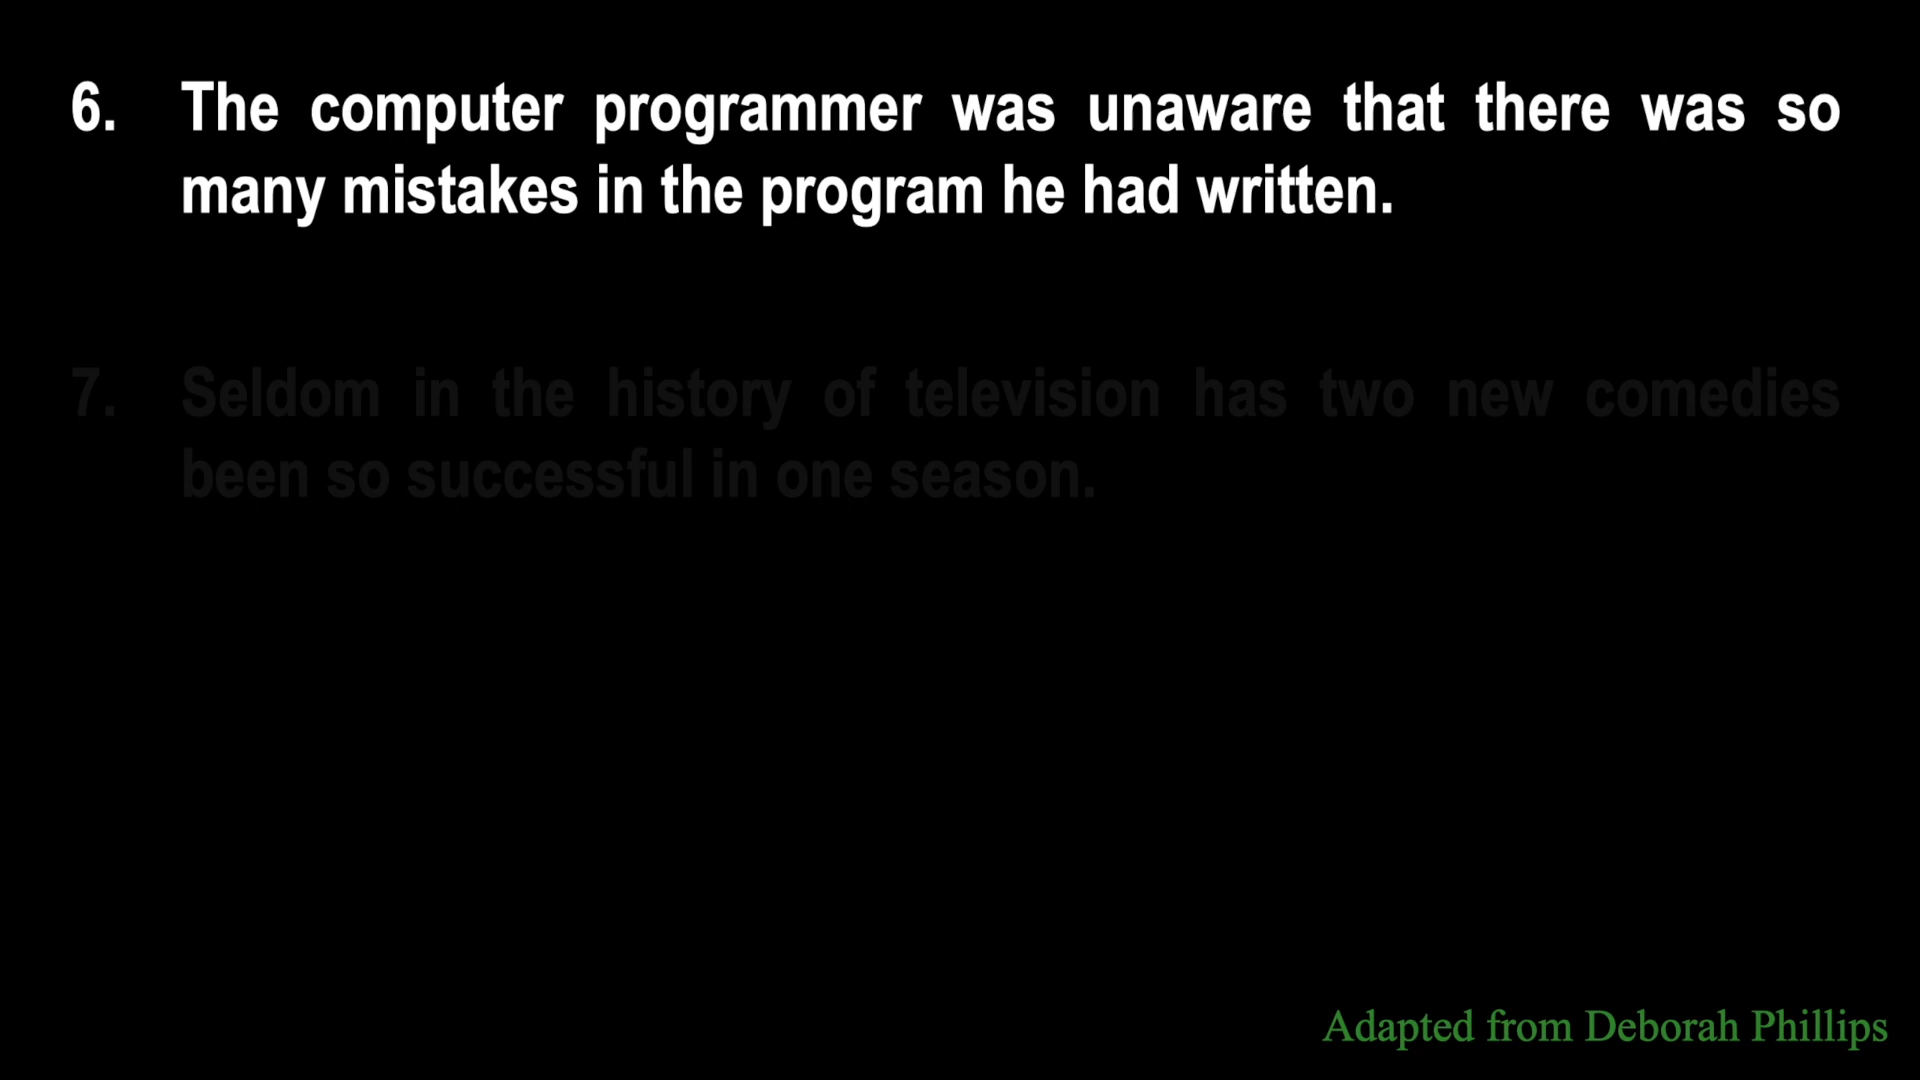 6. The computer programmer was unaware that there was so
many mistakes in the program he had written.
7. Seldom in the history of television has two new comedies
been so successful in one season.
Adapted from Deborah Phillips